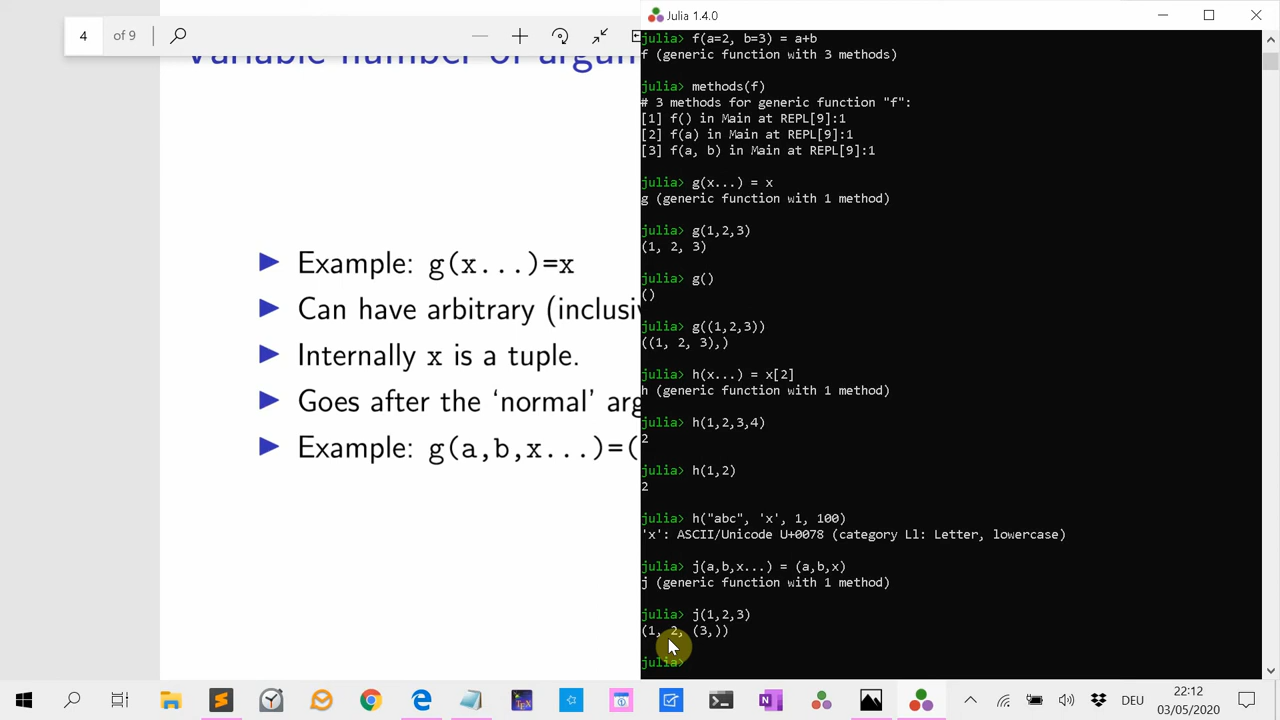 4 of 9
Variable number of argum
Example: g(x...)=x
Can have arbitrary (inclusiv
Internally x is a tuple.
Goes after the ‘normal’ arg
Example: g(a,b,x...)=(
Julia 1.4.0
julia> f(a=2, b=3) = a+b
f (generic function with 3 methods)
julia> methods(f)
# 3 methods for generic function "f":
[1] f() in Main at REPL[9]:1
[2] f(a) in Main at REPL[9]:1
[3] f(a, b) in Main at REPL[9]:1
julia> g(x...) = x
g (generic function with 1 method)
julia> g(1,2,3)
(1, 2, 3)
julia> g()
()
julia> g((1,2,3))
((1, 2, 3),)
julia> h(x...) = x[2]
h (generic function with 1 method)
julia> h(1,2,3,4)
2
julia> h(1,2)
2
julia> h("abc", 'x', 1, 100)
'x': ASCII/Unicode U+0078 (category Ll: Letter, lowercase)
julia> j(a,b,x...) = (a,b,x)
j (generic function with 1 method)
julia> j(1,2,3)
(1, 2, (3,))
julia>
DEU
22:12
03/05/2020